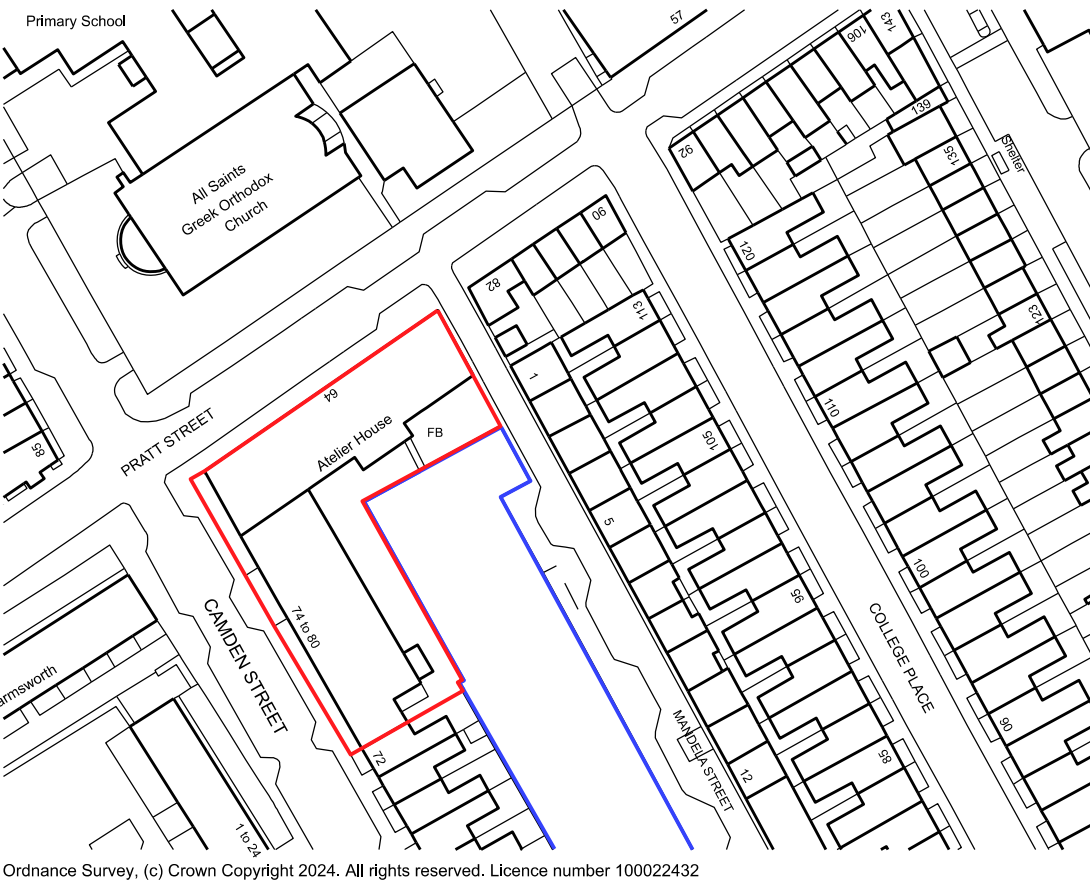 Primary School
57
106
143
All Saints
Greek Orthodox
Church
92
139
135
Shelter
90
120
82
113
123
1
64
110
PRATT STREET
86
Atelier House
FB
105
5
100
95
74 to 80
CAMDEN STREET
COLLEGE PLACE
armsworth
MANDELA STREET
90
72
85
12
1 to 24
Ordnance Survey, (c) Crown Copyright 2024. All rights reserved. Licence number 100022432